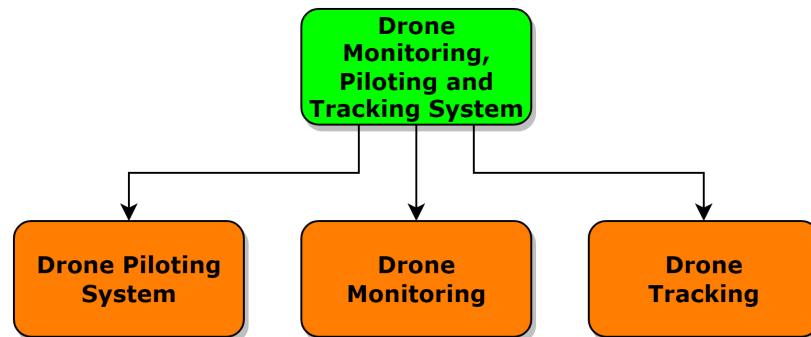 Drone
Monitoring,
Piloting and
Tracking System
Drone Piloting
System
Drone
Monitoring
Drone
Tracking